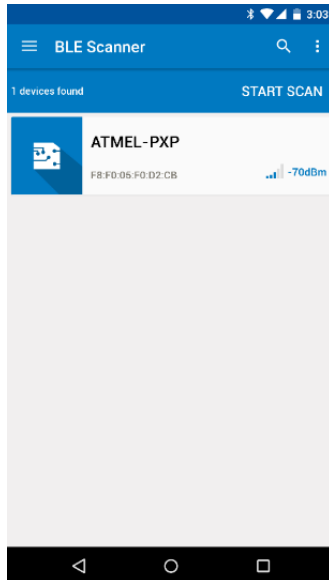 3:03
BLE Scanner
1 devices found
START SCAN
ATMEL-PXP
F8:F0:05:F0:D2:CB
-70dBm